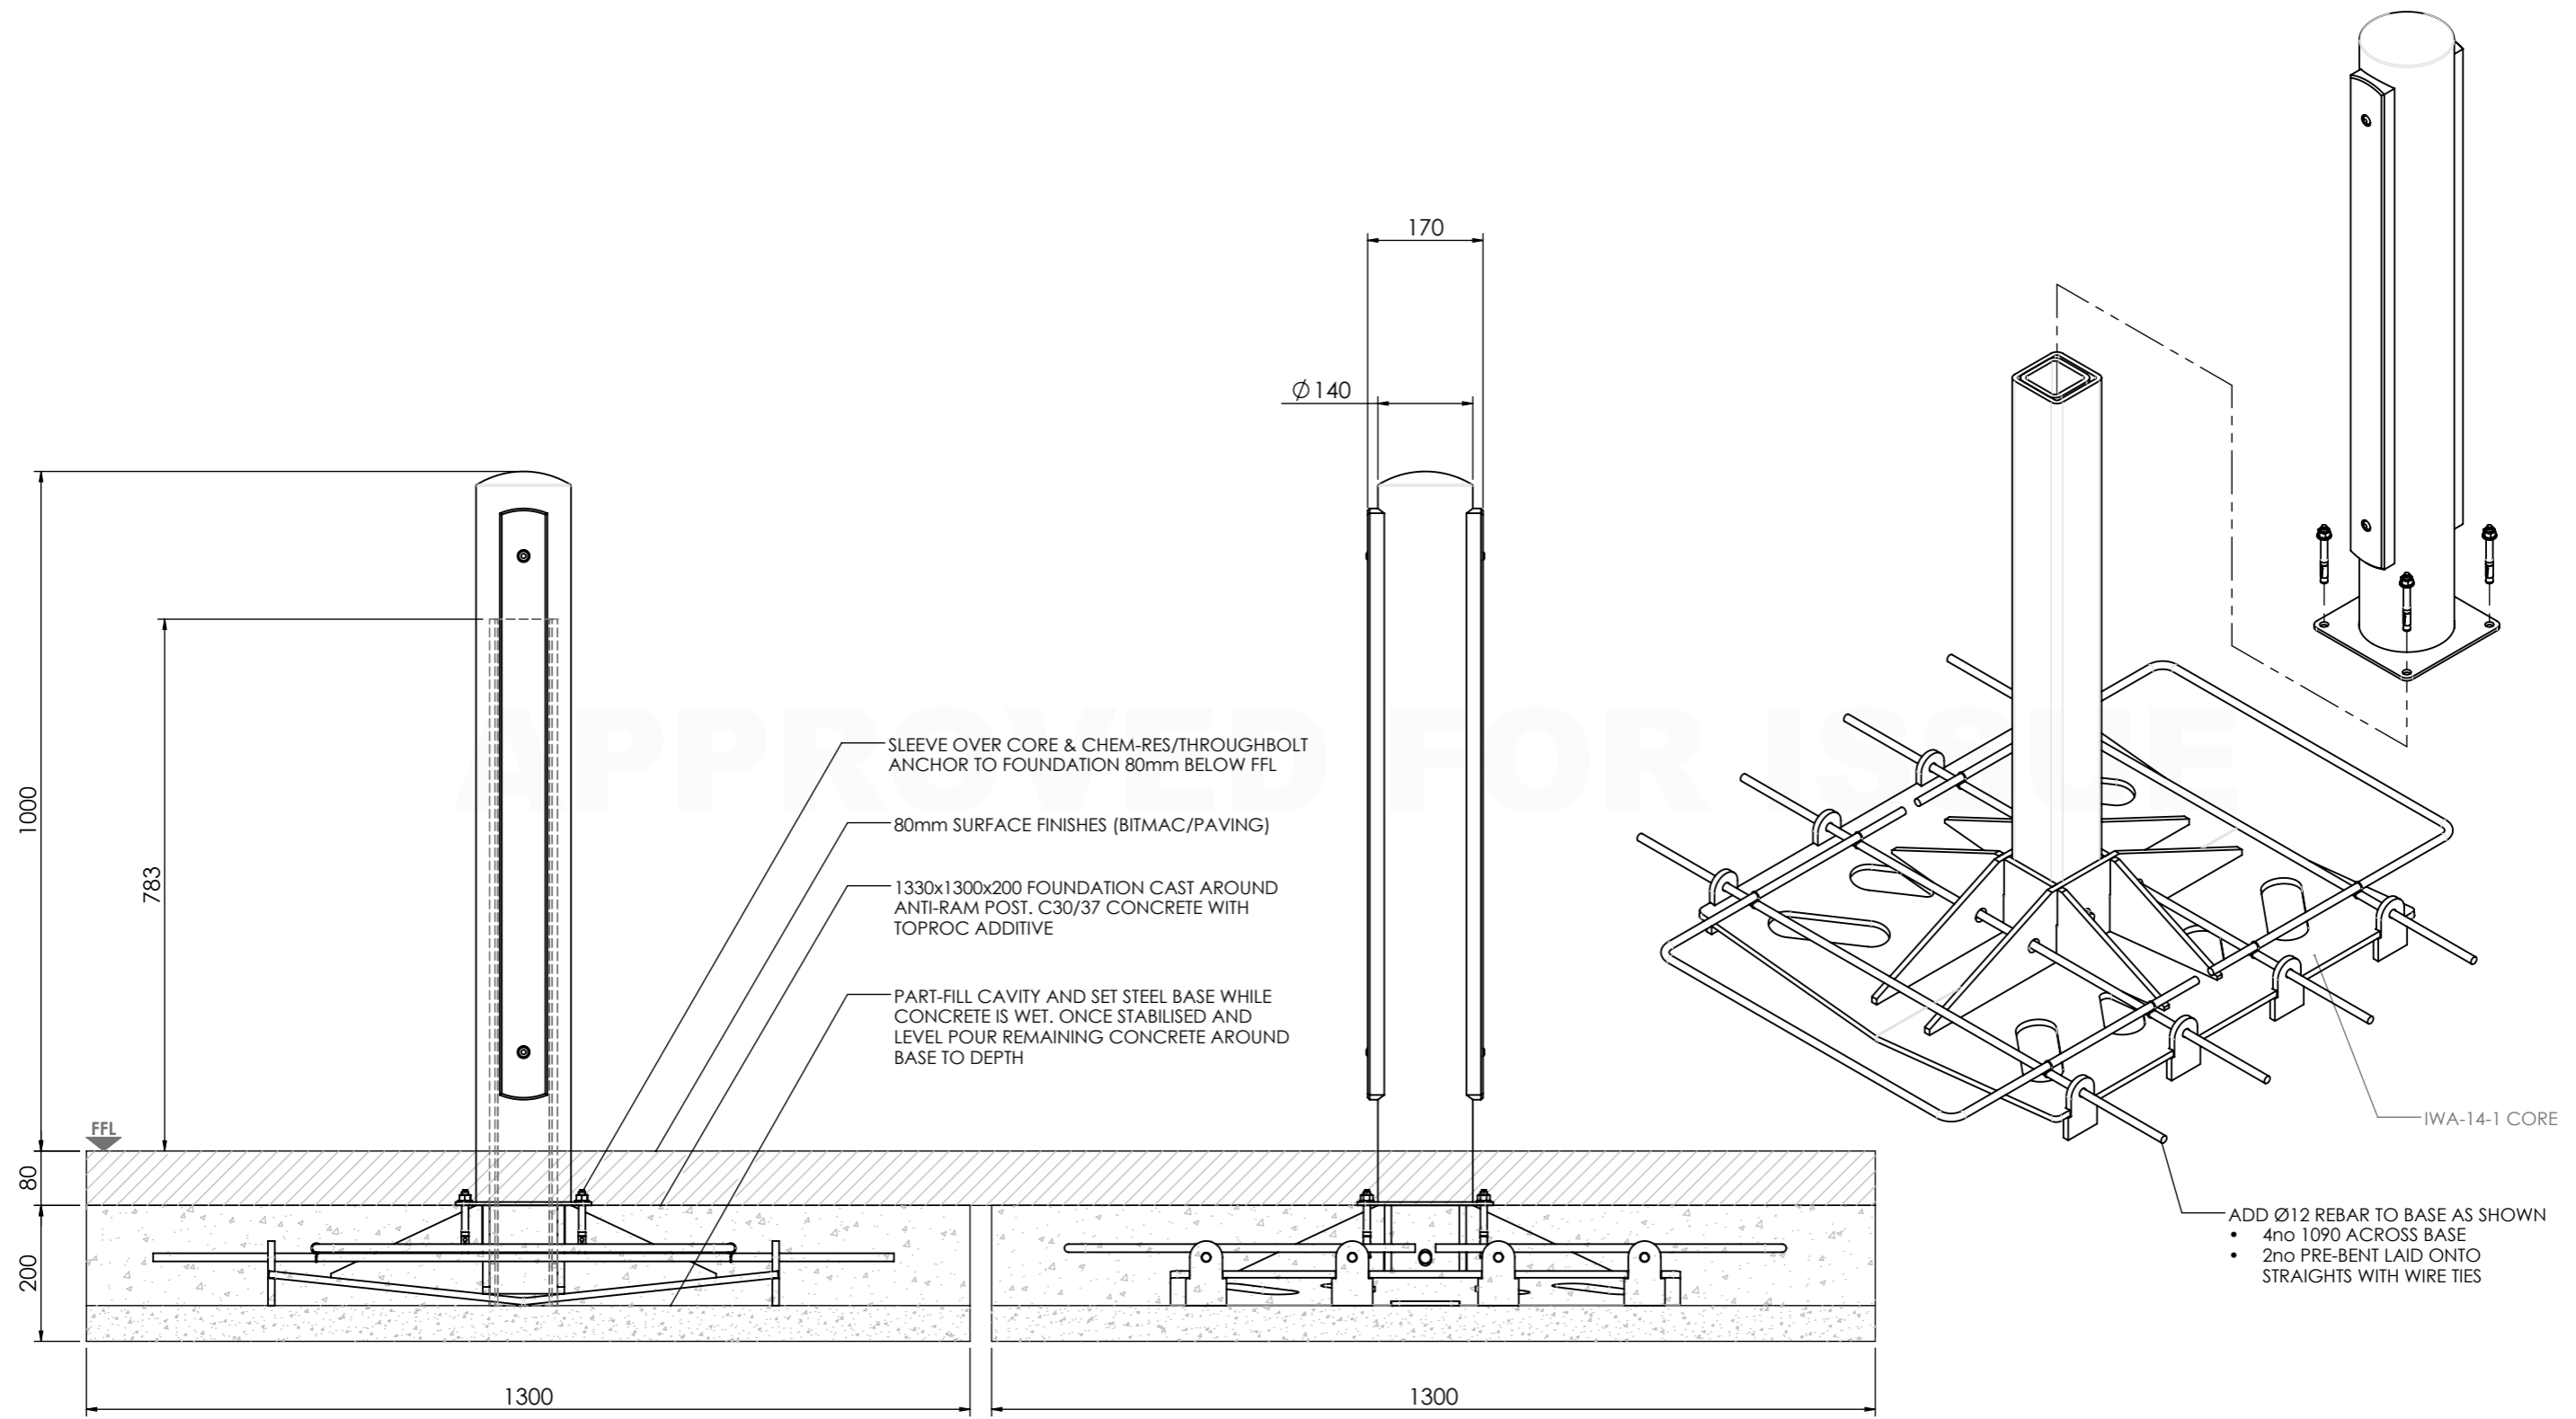 170
Ø140
1000
783
SLEEVE OVER CORE & CHEM-RES/THROUGHBOLT
ANCHOR TO FOUNDATION 80mm BELOW FFL
APPROVED FOR ISSUE
80mm SURFACE FINISHES (BITMAC/PAVING)
1330x1300x200 FOUNDATION CAST AROUND
ANTI-RAM POST. C30/37 CONCRETE WITH
TOPROC ADDITIVE
PART-FILL CAVITY AND SET STEEL BASE WHILE
CONCRETE IS WET. ONCE STABILISED AND
LEVEL POUR REMAINING CONCRETE AROUND
BASE TO DEPTH
FFL
80
200
1300
1300
IWA-14-1 CORE
ADD Ø12 REBAR TO BASE AS SHOWN
• 4no 1090 ACROSS BASE
• 2no PRE-BENT LAID ONTO
STRAIGHTS WITH WIRE TIES